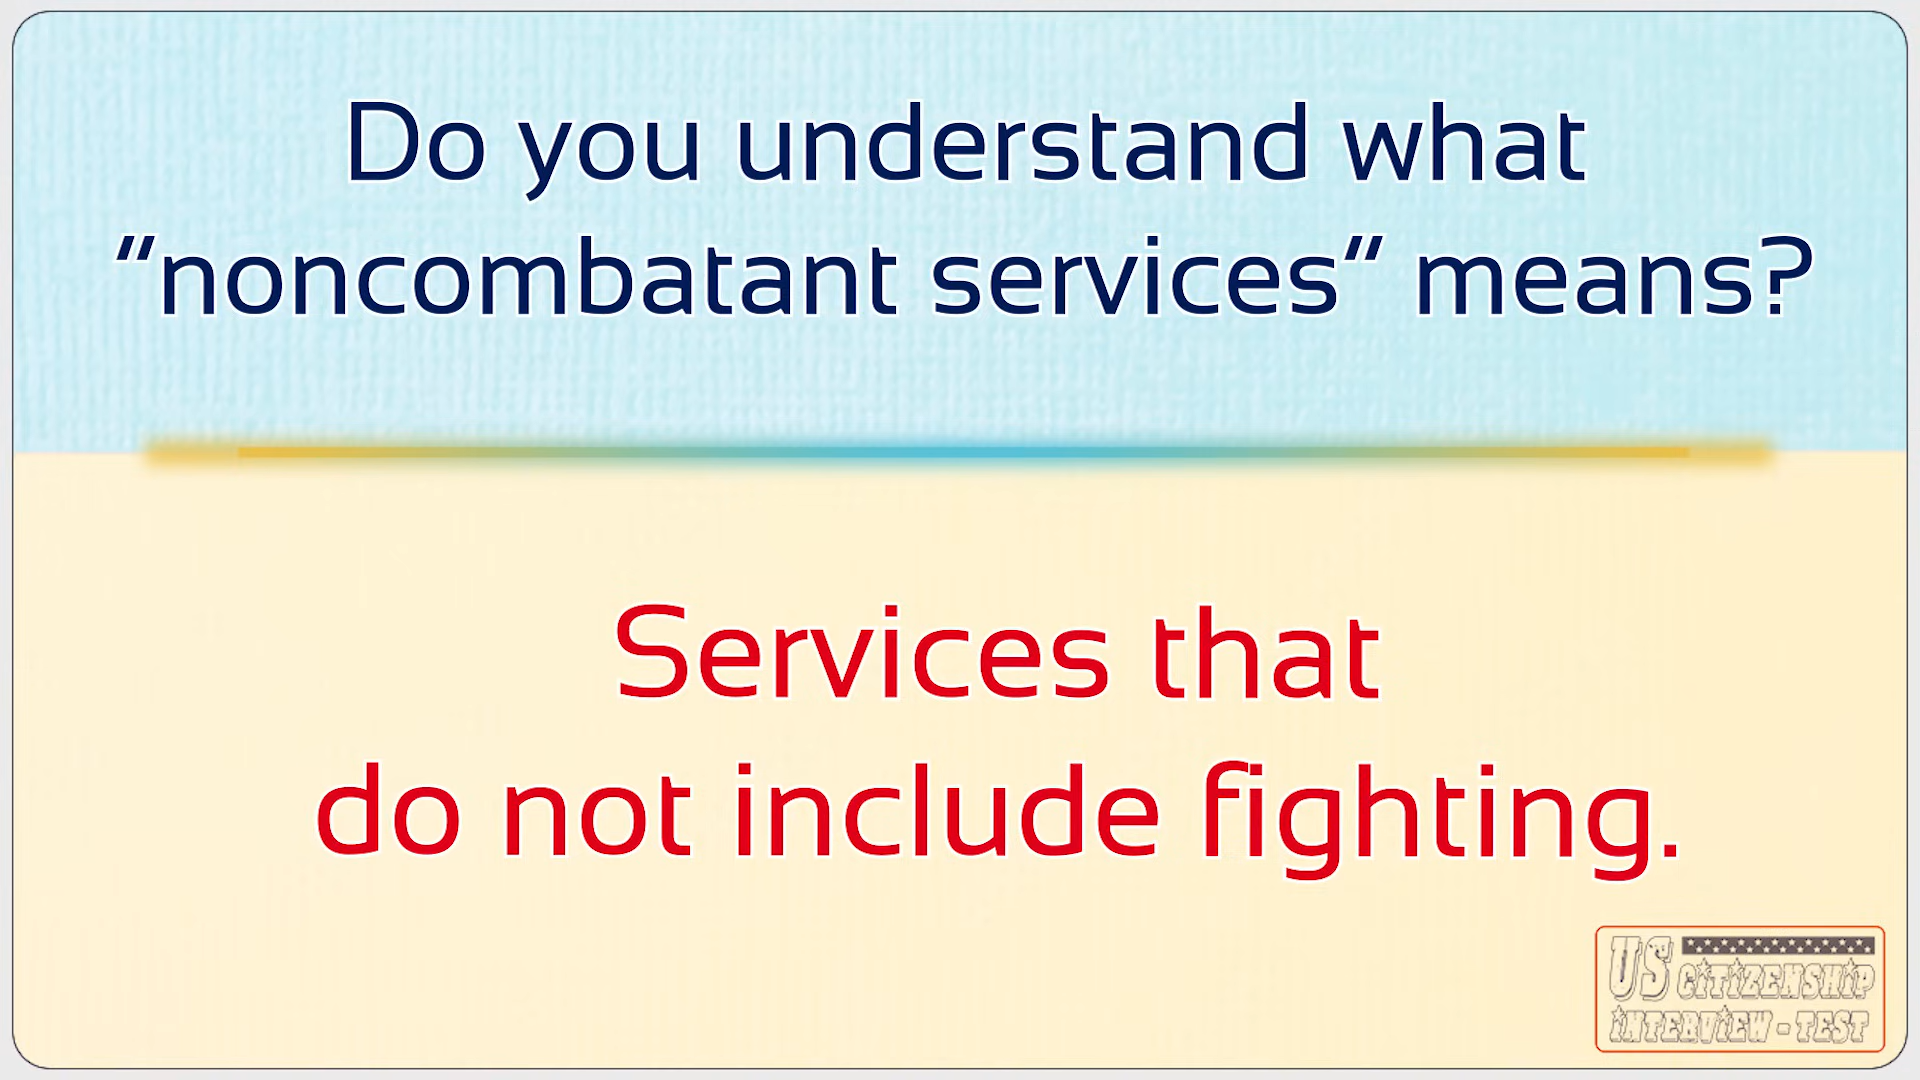 Do you understand what
“noncombatant services” means?
Services that
do not include fighting.
US CITIZENSHIP
INTERVIEW - TEST